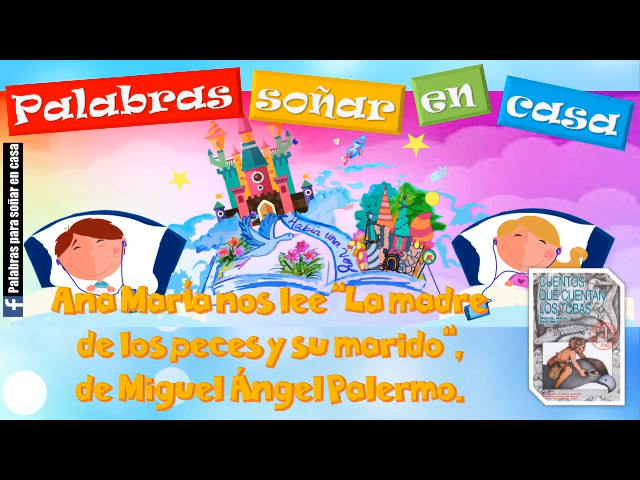 Palabras soñar en casa
Palabras para soñar en casa
Había una vez
Ana María nos lee "La madre
de los peces y su marido",
de Miguel Ángel Palermo.
CUENTOS
QUE CUENTAN
LOS TOBAS